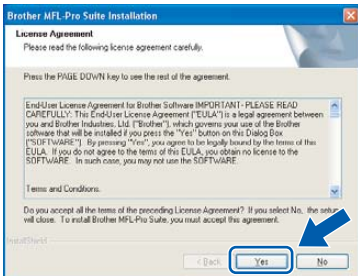 Brother MFL-Pro Suite Installation
License Agreement
Please read the following license agreement carefully.
Press the PAGE DOWN key to see the rest of the agreement.
End-User License Agreement for Brother Software IMPORTANT- PLEASE READ
CAREFULLY: This End-User License Agreement ("EULA") is a legal agreement between
you and Brother Industries, Ltd. ("Brother"), which governs your use of the Brother
software that will be installed if you press the "Yes" button on this Dialog Box
("SOFTWARE"). By pressing "Yes", you agree to be legally bound by the terms of this
EULA. If you do not agree to the terms of this EULA, you obtain no license to the
SOFTWARE. In such case, you may not use the SOFTWARE.
Terms and Conditions.
Do you accept all the terms of the preceding License Agreement? If you select No, the setup
will close. To install Brother MFL-Pro Suite, you must accept this agreement.
InstallShield
< Back
Yes
No